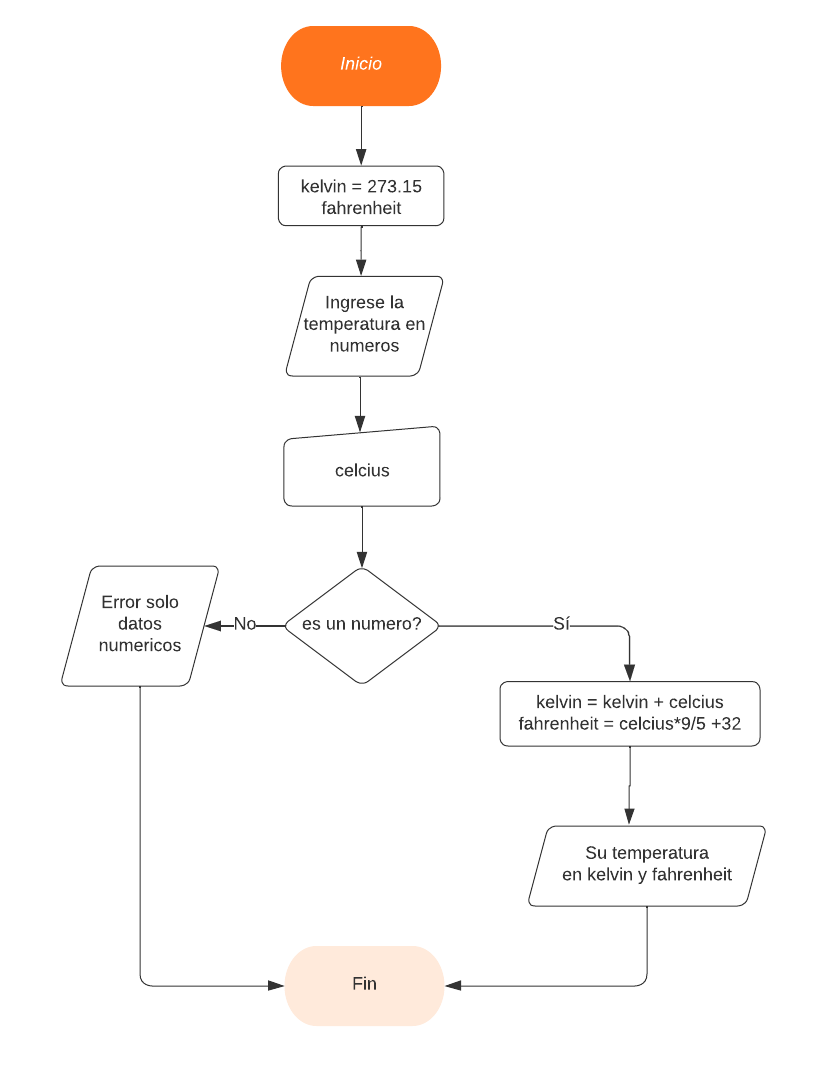 Inicio
kelvin = 273.15
fahrenheit
Ingrese la
temperatura en
numeros
celcius
es un numero?
No
Sí
Error solo
datos
numericos
kelvin = kelvin + celcius
fahrenheit = celcius*9/5 +32
Su temperatura
en kelvin y fahrenheit
Fin